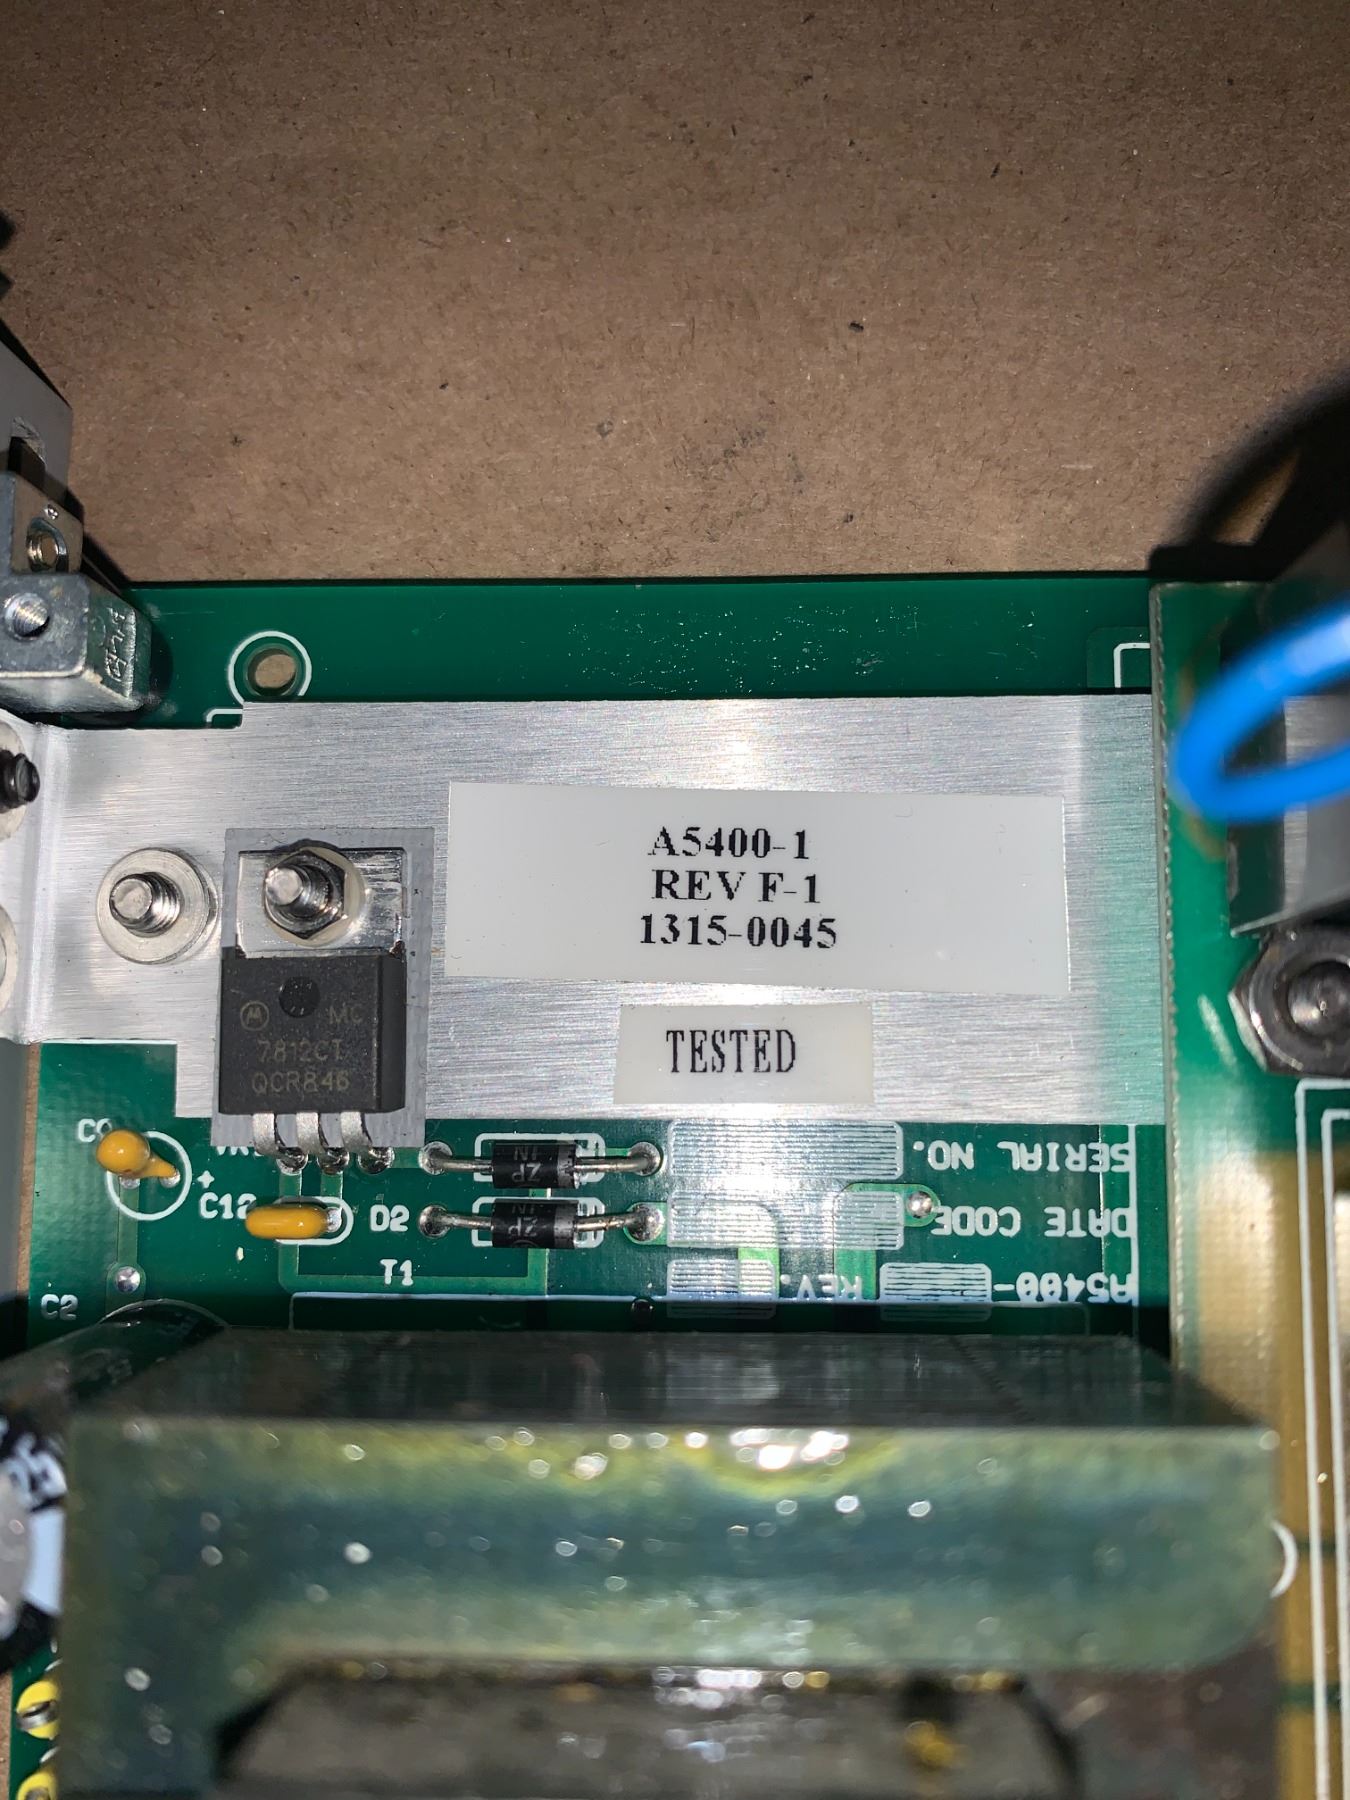 A5400-1
REV F-1
1315-0045
TESTED
MC
7812CT
QCR846
C12
D2
T1
C2
SERIAL NO.
DATE CODE
REV.
A5400-